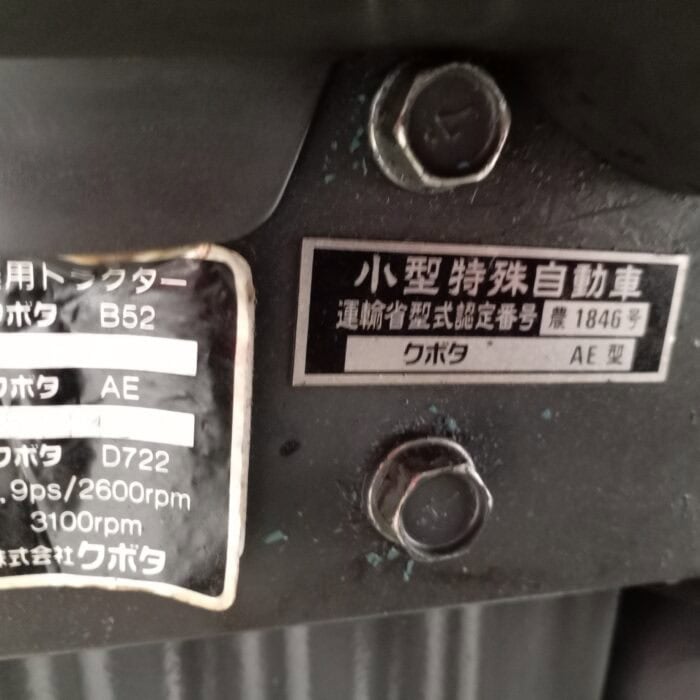 用トラクター
クボタ B52
クボタ AE
クボタ D722
.9ps/2600rpm
3100rpm
株式会社クボタ
小型特殊自動車
運輸省型式認定番号 農1846号
クボタ AE型